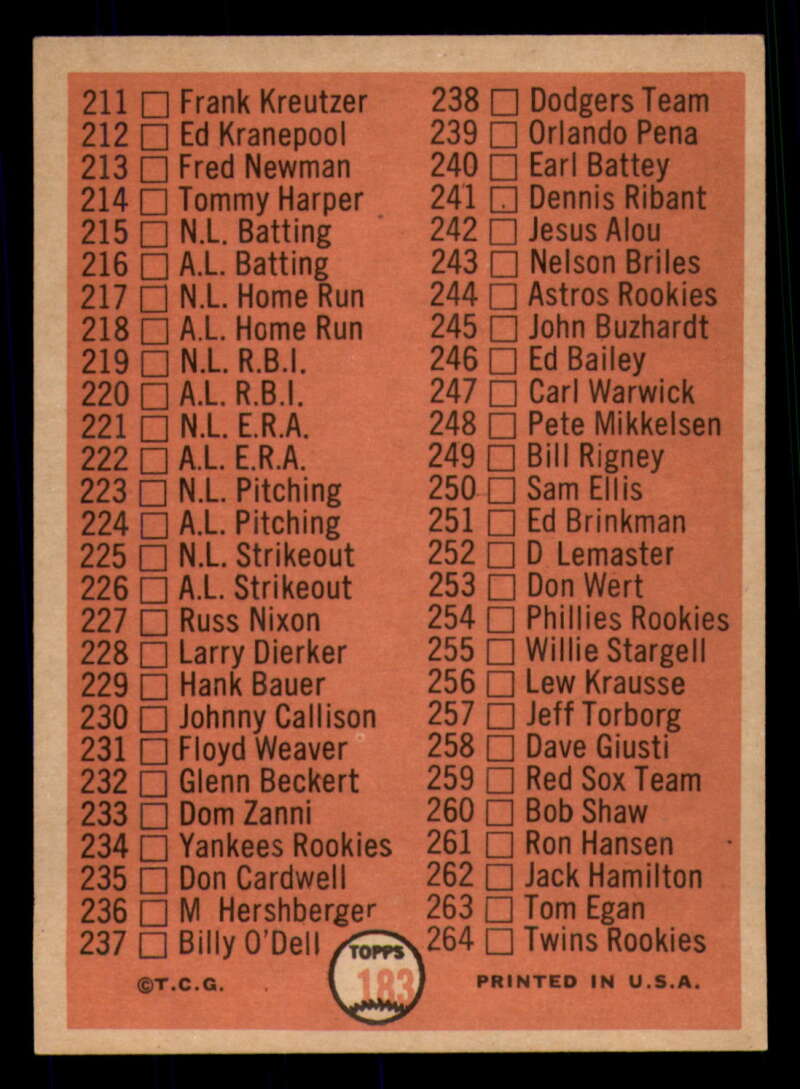 211 Frank Kreutzer
212 Ed Kranepool
213 Fred Newman
214 Tommy Harper
215 N.L. Batting
216 A.L. Batting
217 N.L. Home Run
218 A.L. Home Run
219 N.L. R.B.I.
220 A.L. R.B.I.
221 N.L. E.R.A.
222 A.L. E.R.A.
223 N.L. Pitching
224 A.L. Pitching
225 N.L. Strikeout
226 A.L. Strikeout
227 Russ Nixon
228 Larry Dierker
229 Hank Bauer
230 Johnny Callison
231 Floyd Weaver
232 Glenn Beckert
233 Dom Zanni
234 Yankees Rookies
235 Don Cardwell
236 M Hershberger
237 Billy O'Dell
238 Dodgers Team
239 Orlando Pena
240 Earl Battey
241 Dennis Ribant
242 Jesus Alou
243 Nelson Briles
244 Astros Rookies
245 John Buzhardt
246 Ed Bailey
247 Carl Warwick
248 Pete Mikkelsen
249 Bill Rigney
250 Sam Ellis
251 Ed Brinkman
252 D Lemaster
253 Don Wert
254 Phillies Rookies
255 Willie Stargell
256 Lew Krausse
257 Jeff Torborg
258 Dave Giusti
259 Red Sox Team
260 Bob Shaw
261 Ron Hansen
262 Jack Hamilton
263 Tom Egan
264 Twins Rookies
©T.C.G.
TOPPS
183
PRINTED IN U.S.A.